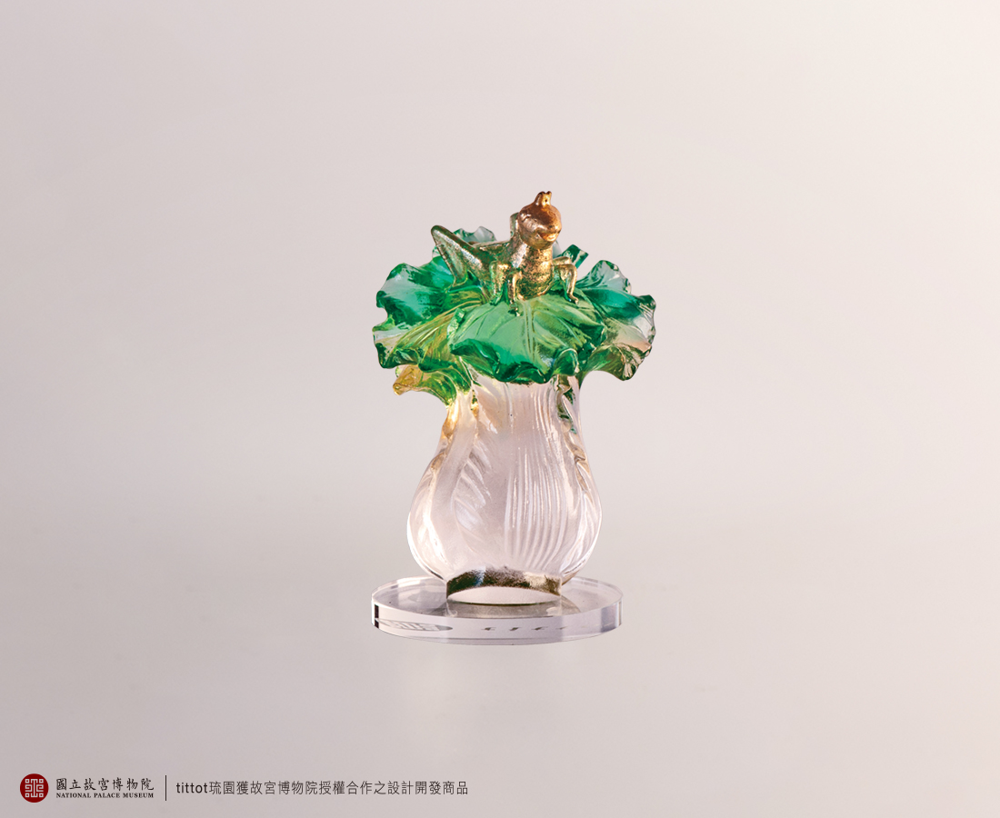 國立故宮博物院
NATIONAL PALACE MUSEUM
tittot琉園獲故宮博物院授權合作之設計開發商品